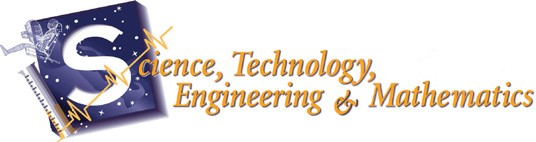 Science, Technology,
Engineering & Mathematics